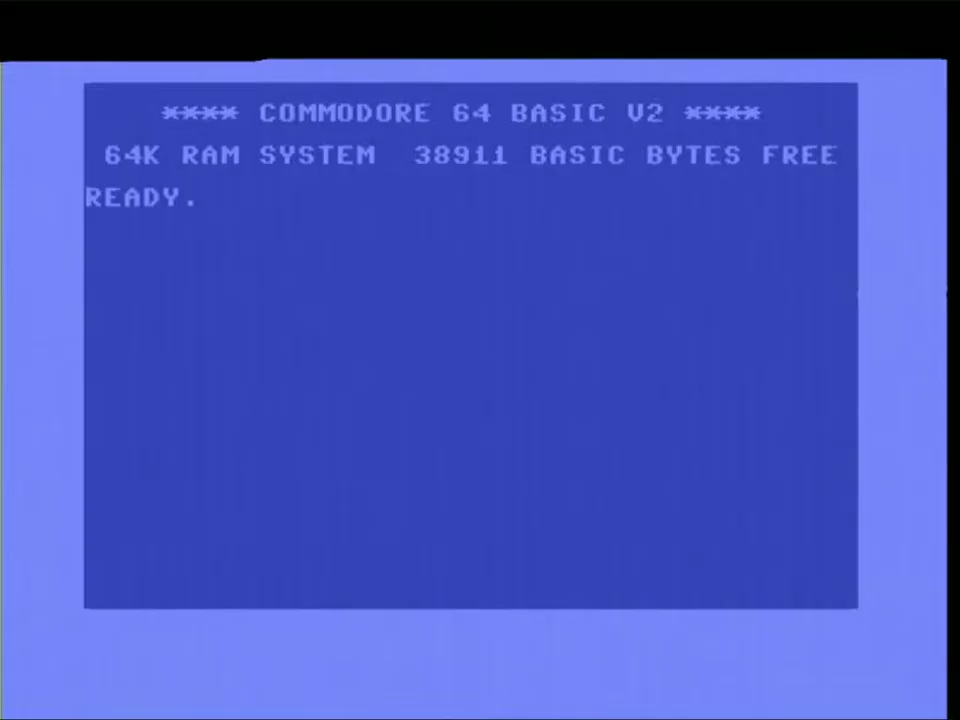 **** COMMODORE 64 BASIC V2 ****
64K RAM SYSTEM  38911 BASIC BYTES FREE
READY.